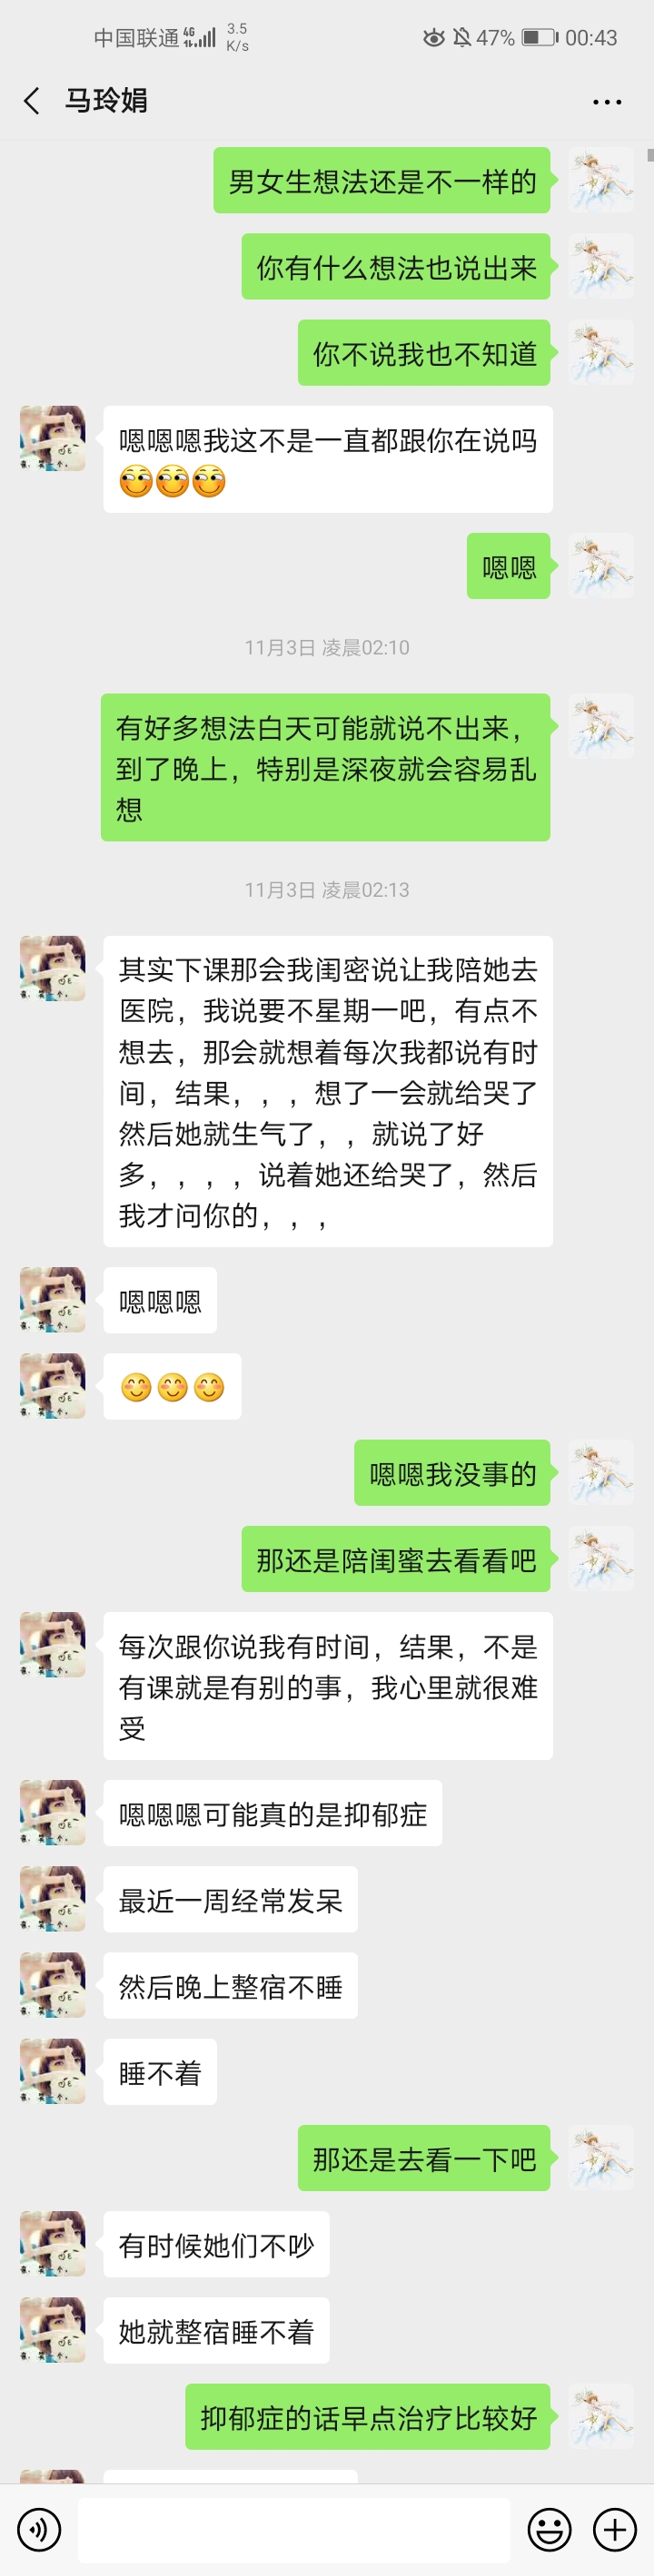 中国联通 4G 3.5 K/s 47% 00:43
马玲娟
男女生想法还是不一样的
你有什么想法也说出来
你不说我也不知道
嗯嗯嗯我这不是一直都跟你在说吗
嗯嗯
11月3日 凌晨02:10
有好多想法白天可能就说不出来，
到了晚上，特别是深夜就会容易乱
想
11月3日 凌晨02:13
其实下课那会我闺密说让我陪她去
医院，我说要不星期一吧，有点不
想去，那会就想着每次我都说有时
间，结果，，，想了一会就给哭了
然后她就生气了，，就说了好
多，，，，说着她还给哭了，然后
我才问你的，，，
嗯嗯嗯
嗯嗯我没事的
那还是陪闺蜜去看看吧
每次跟你说我有时间，结果，不是
有课就是有别的事，我心里就很难
受
嗯嗯嗯可能真的是抑郁症
最近一周经常发呆
然后晚上整宿不睡
睡不着
那还是去看一下吧
有时候她们不吵
她就整宿睡不着
抑郁症的话早点治疗比较好